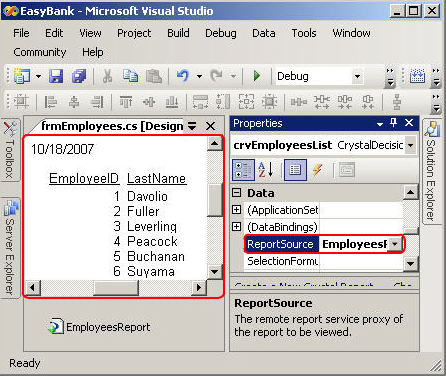 EasyBank - Microsoft Visual Studio
File Edit View Project Build Debug Data Tools Window
Community Help
Debug
Toolbox
Server Explorer
frmEmployees.cs [Design
10/18/2007
EmployeeID LastName
1 Davolio
2 Fuller
3 Leverling
4 Peacock
5 Buchanan
6 Suyama
EmployeesReport
Properties
crvEmployeesList CrystalDecisic
Data
(ApplicationSet
(DataBindings)
ReportSource EmployeesF
SelectionFormu
ReportSource
The remote report service proxy of
the report to be viewed.
Solution Explorer
Ready